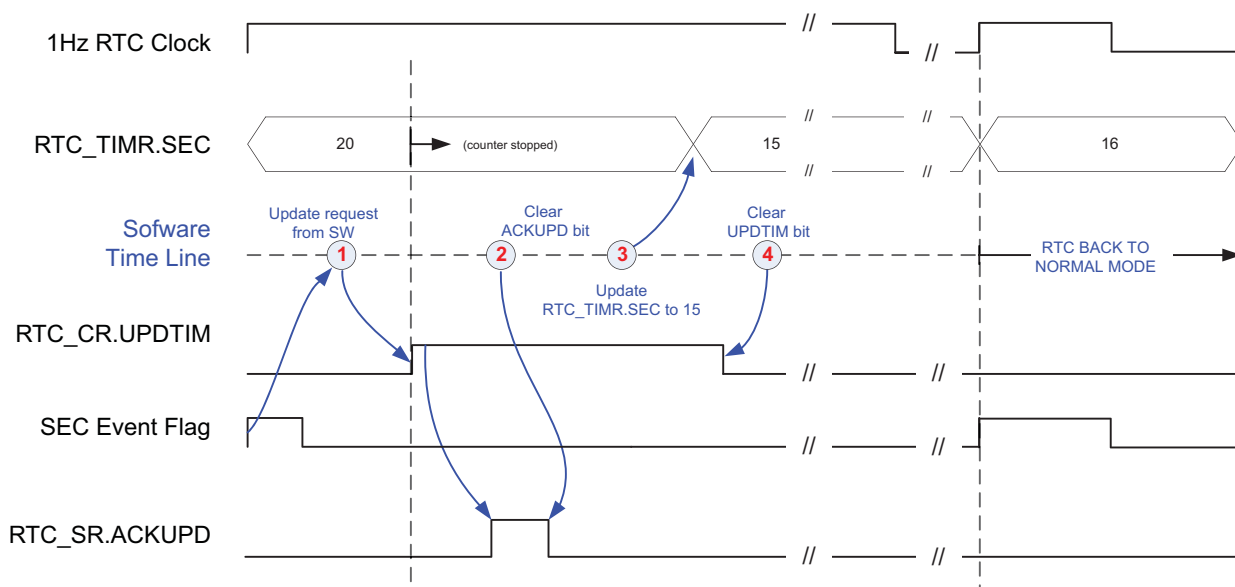 1Hz RTC Clock
//
//
RTC_TIMR.SEC
20
(counter stopped)
15
16
//
//
//
//
Sofware
Time Line
Update request
from SW
1
Clear
ACKUPD bit
2
3
Update
RTC_TIMR.SEC to 15
Clear
UPDTIM bit
4
RTC BACK TO
NORMAL MODE
RTC_CR.UPDTIM
//
//
SEC Event Flag
//
//
RTC_SR.ACKUPD
//
//